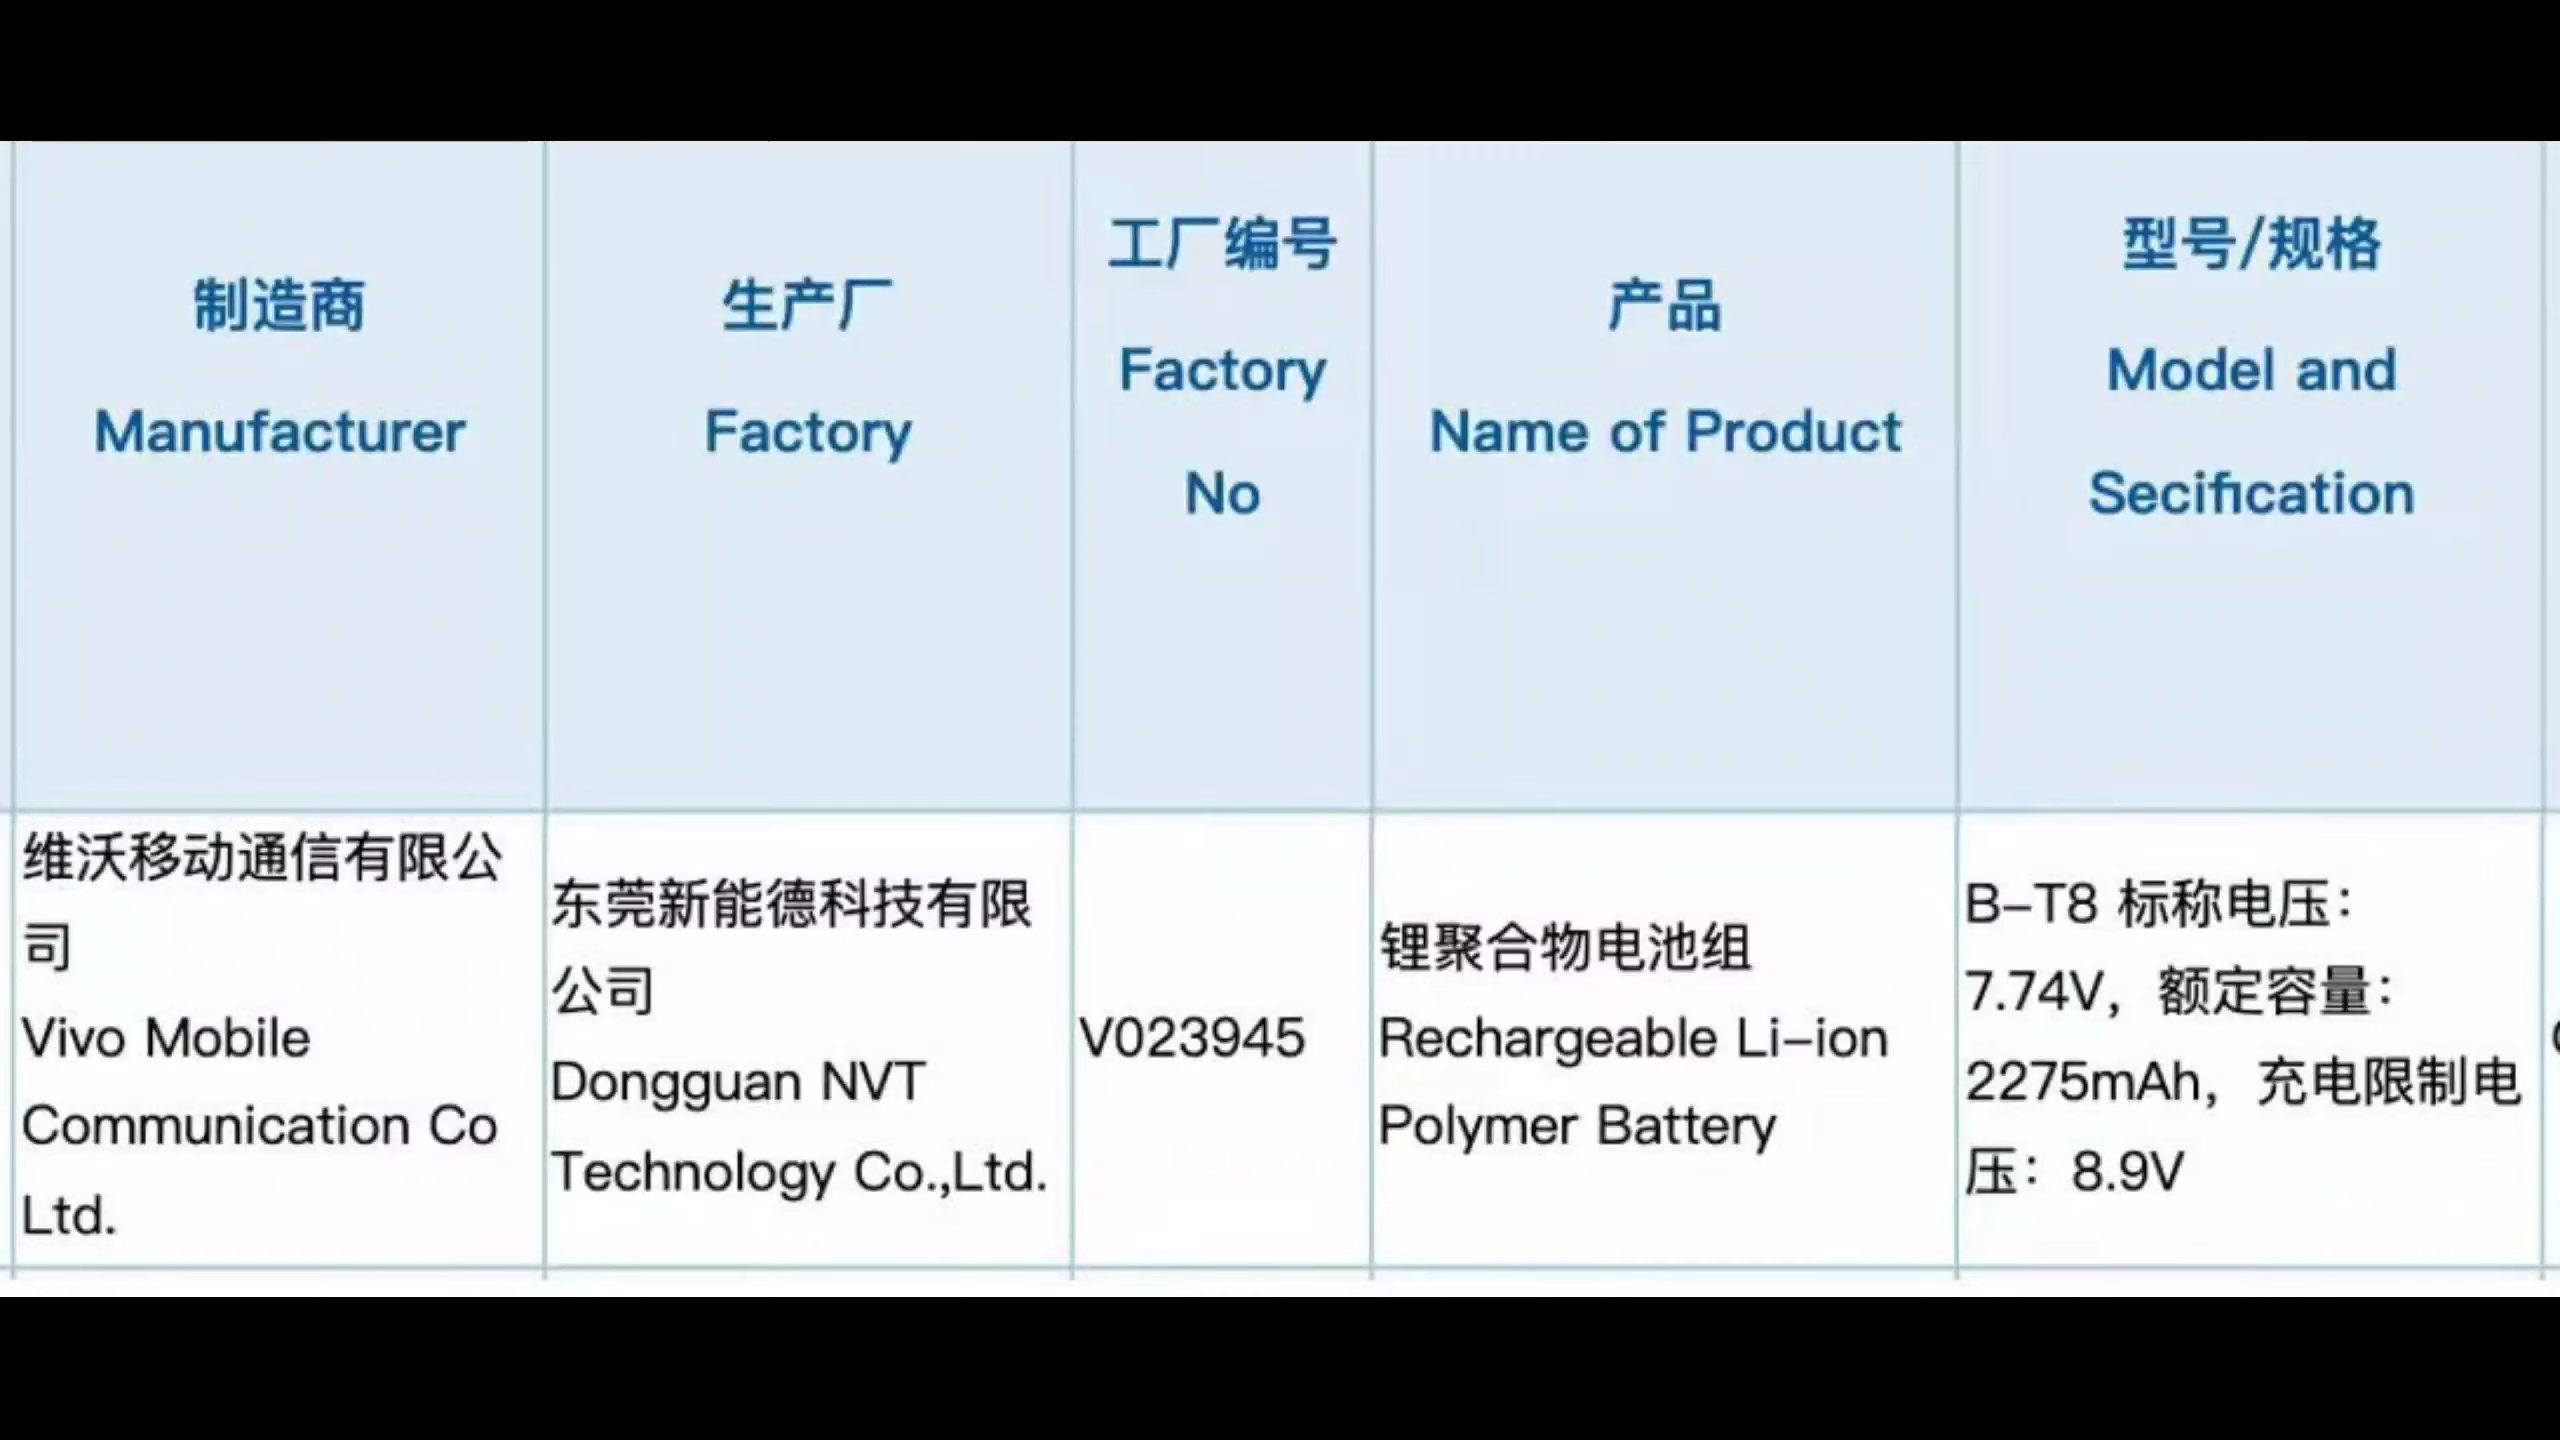 制造商
Manufacturer
生产厂
Factory
工厂编号
Factory
No
产品
Name of Product
型号/规格
Model and
Secification
维沃移动通信有限公
司
Vivo Mobile
Communication Co
Ltd.
东莞新能德科技有限
公司
Dongguan NVT
Technology Co.,Ltd.
V023945
锂聚合物电池组
Rechargeable Li-ion
Polymer Battery
B-T8 标称电压：
7.74V，额定容量：
2275mAh，充电限制电
压：8.9V